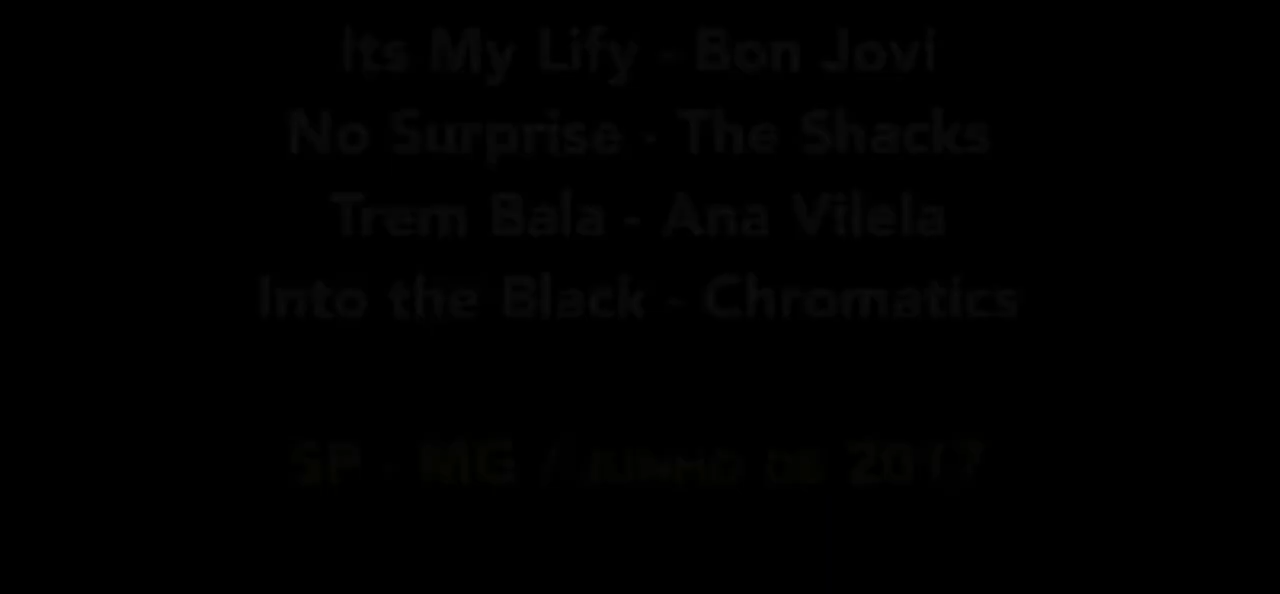 Its My Lify - Bon Jovi
No Surprise - The Shacks
Trem Bala - Ana Vilela
Into the Black - Chromatics
SP - MG / JUNHO DE 2017